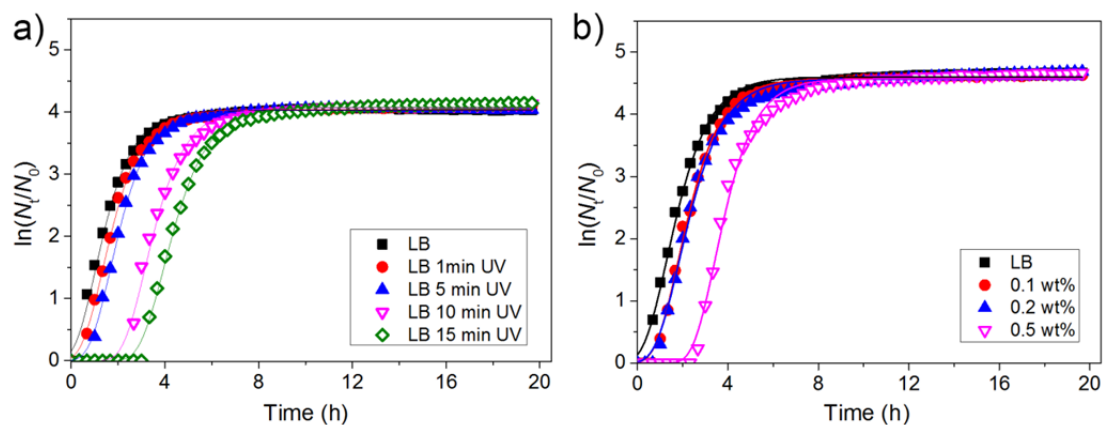 a)
ln(Nt/N0)
5
4
3
2
1
0
0 4 8 12 16 20
Time (h)
LB
LB 1min UV
LB 5 min UV
LB 10 min UV
LB 15 min UV
b)
ln(Nt/N0)
5
4
3
2
1
0
0 4 8 12 16 20
Time (h)
LB
0.1 wt%
0.2 wt%
0.5 wt%